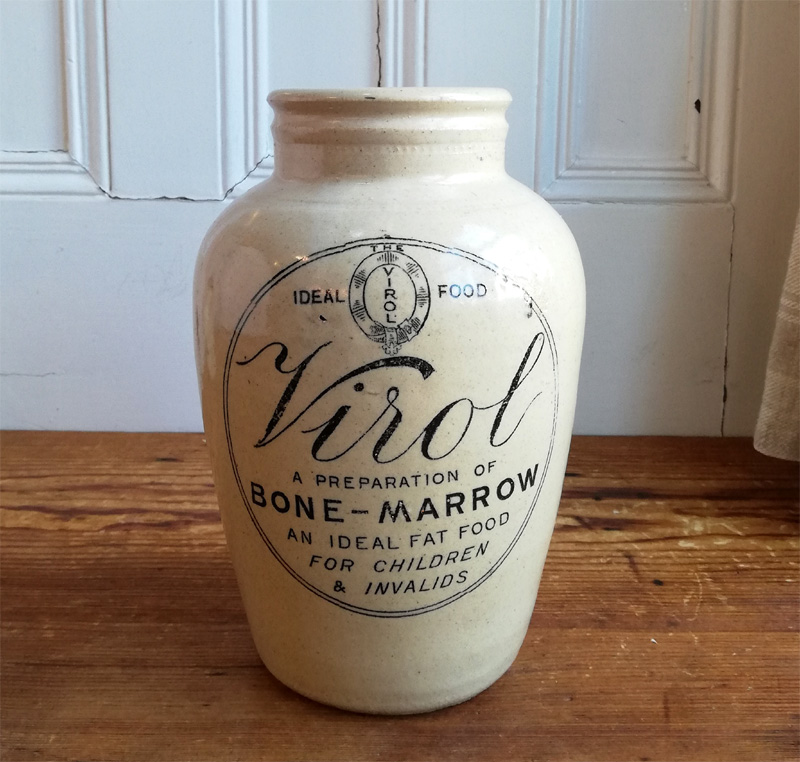 THE
IDEAL VIROL FOOD
Virol
A PREPARATION OF
BONE-MARROW
AN IDEAL FAT FOOD
FOR CHILDREN
& INVALIDS